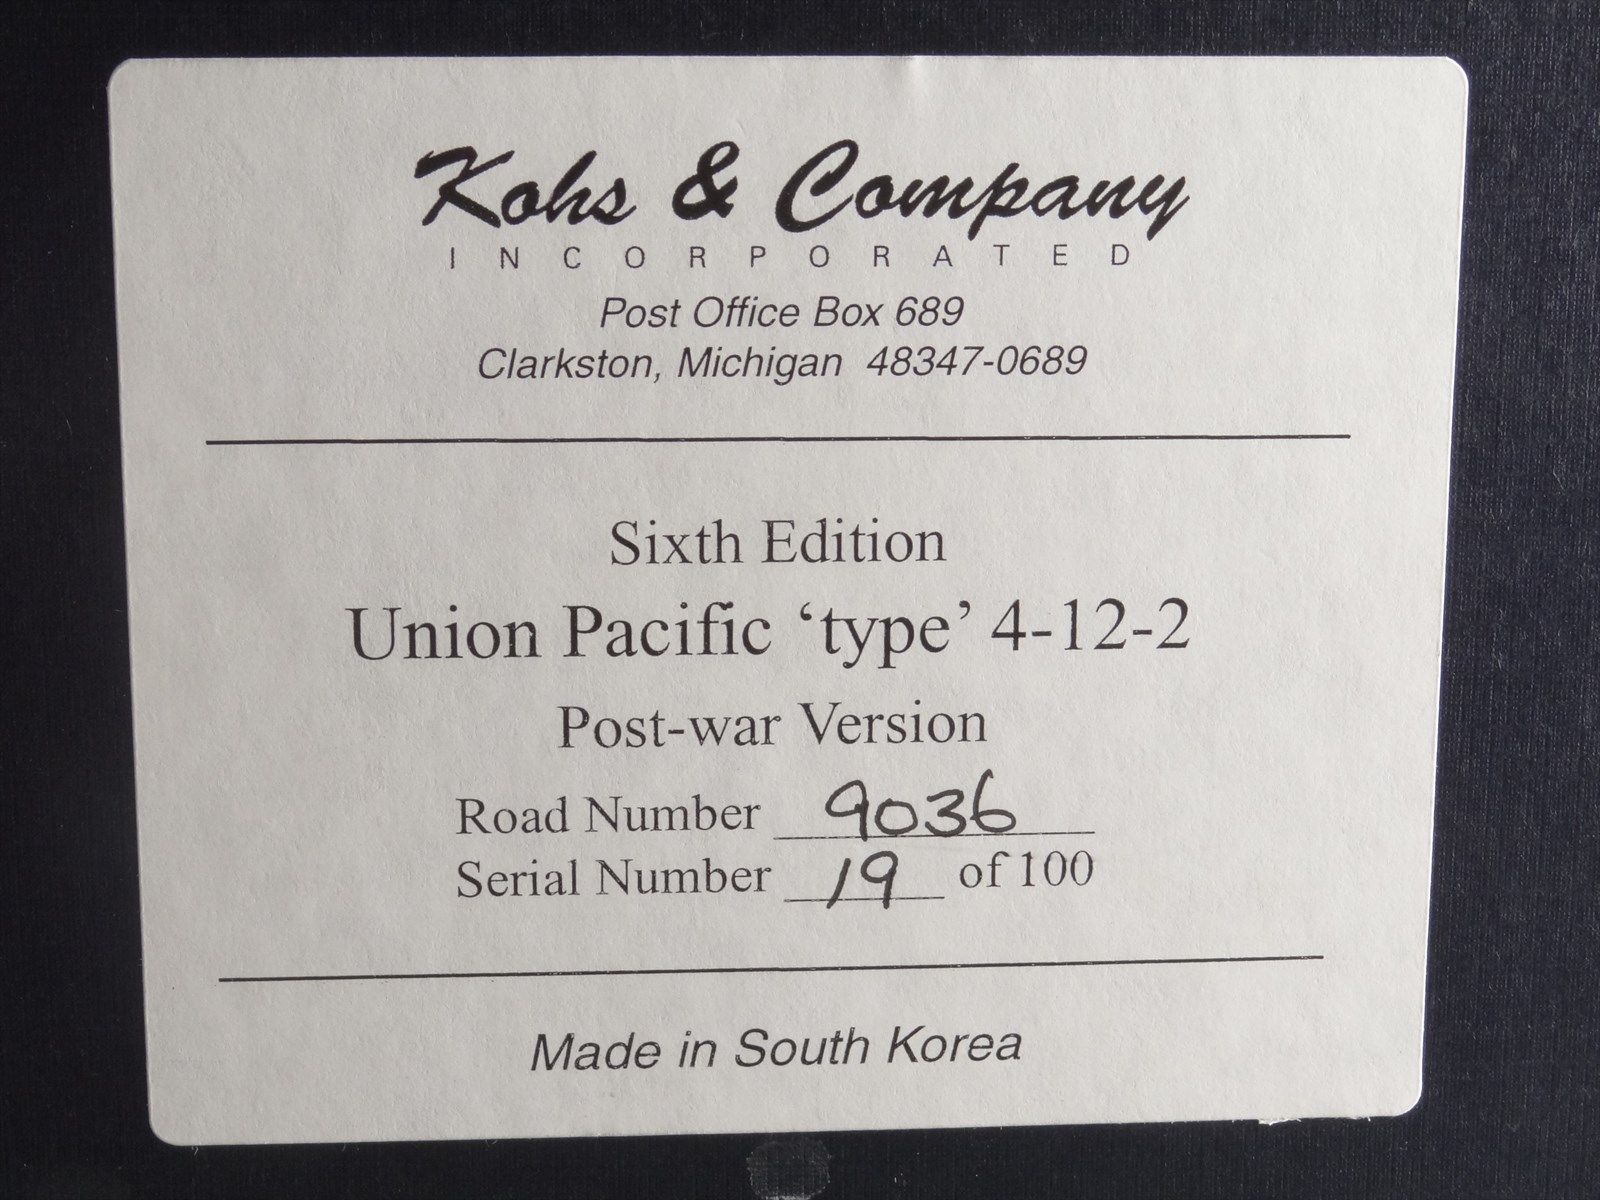 Kohs & Company
INCORPORATED
Post Office Box 689
Clarkston, Michigan 48347-0689
Sixth Edition
Union Pacific ‘type’ 4-12-2
Post-war Version
Road Number 9036
Serial Number 19 of 100
Made in South Korea